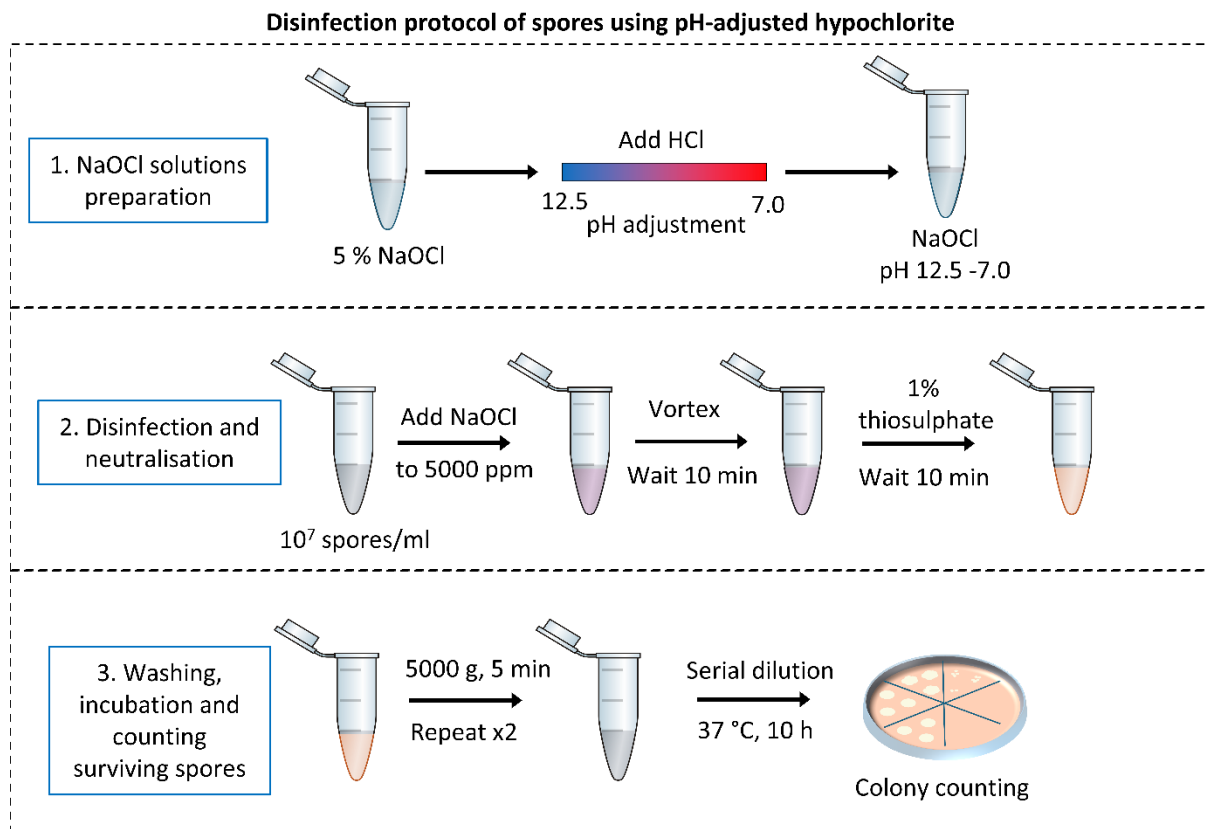 Disinfection protocol of spores using pH-adjusted hypochlorite
1. NaOCl solutions
preparation
5 % NaOCl
Add HCl
12.5
7.0
pH adjustment
NaOCl
pH 12.5 -7.0
2. Disinfection and
neutralisation
10⁷ spores/ml
Add NaOCl
to 5000 ppm
Vortex
Wait 10 min
1%
thiosulphate
Wait 10 min
3. Washing,
incubation and
counting
surviving spores
5000 g, 5 min
Repeat x2
Serial dilution
37 °C, 10 h
Colony counting